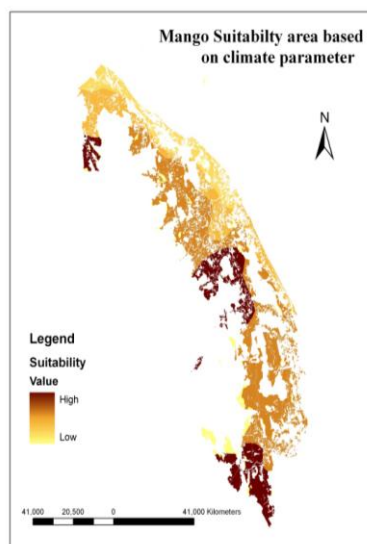 Mango Suitabilty area based
on climate parameter
N
Legend
Suitability
Value
High
Low
41,000 20,500 0 41,000 Kilometers